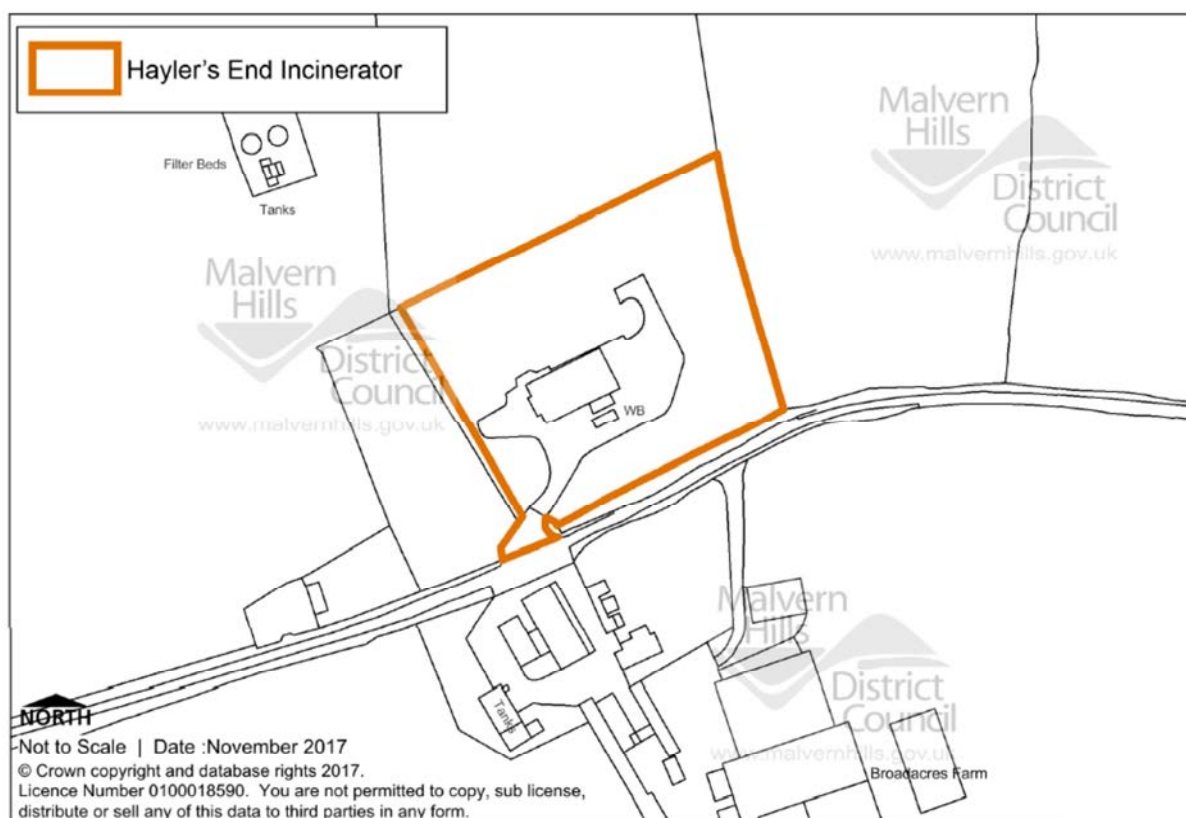 Hayler's End Incinerator
Filter Beds
Tanks
Malvern
Hills
District
Council
www.malvernhills.gov.uk
Malvern
Hills
District
Council
www.malvernhills.gov.uk
WB
Malvern
Hills
District
Council
www.malvernhills.gov.uk
Tanks
Broadacres Farm
NORTH
Not to Scale | Date :November 2017
© Crown copyright and database rights 2017.
Licence Number 0100018590. You are not permitted to copy, sub license,
distribute or sell any of this data to third parties in any form.